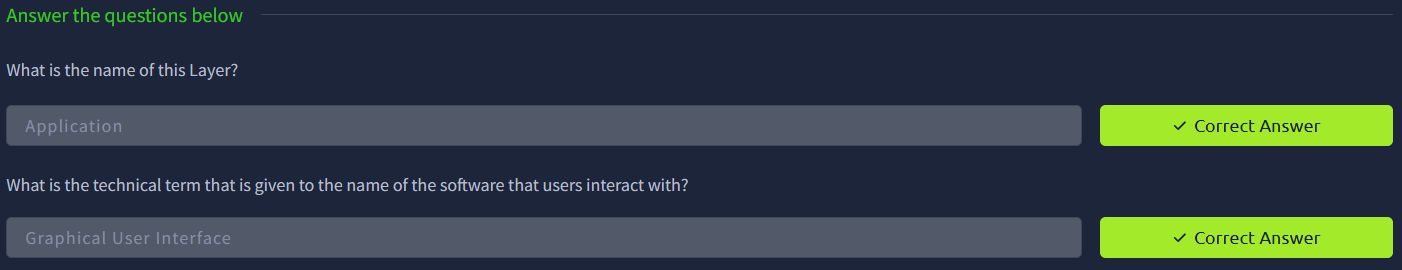 Answer the questions below
What is the name of this Layer?
Application
✓ Correct Answer
What is the technical term that is given to the name of the software that users interact with?
Graphical User Interface
✓ Correct Answer